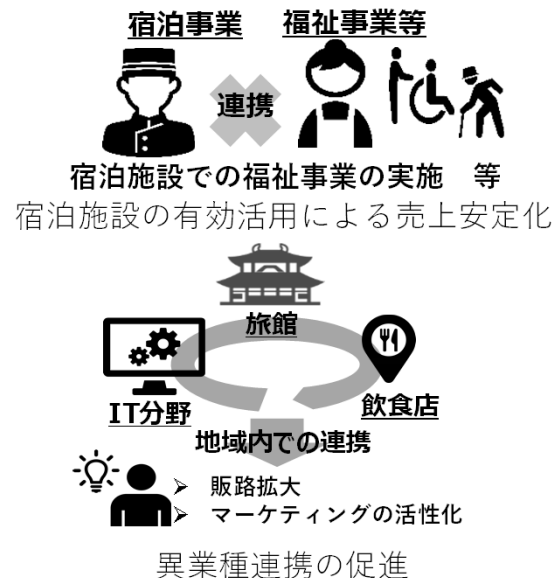 宿泊事業 福祉事業等
連携
宿泊施設での福祉事業の実施　等
宿泊施設の有効活用による売上安定化
旅館
IT分野 飲食店
地域内での連携
➢ 販路拡大
➢ マーケティングの活性化
異業種連携の促進